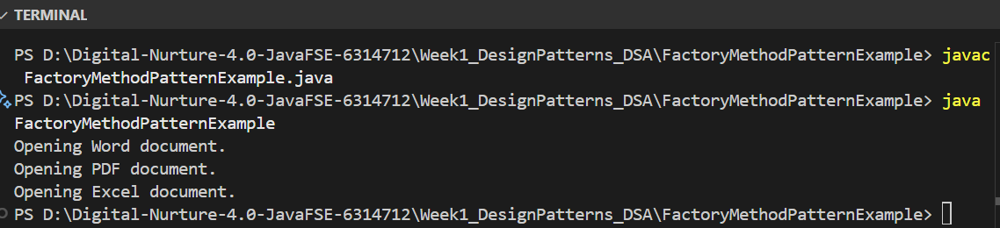 TERMINAL
PS D:\Digital-Nurture-4.0-JavaFSE-6314712\Week1_DesignPatterns_DSA\FactoryMethodPatternExample> javac
FactoryMethodPatternExample.java
PS D:\Digital-Nurture-4.0-JavaFSE-6314712\Week1_DesignPatterns_DSA\FactoryMethodPatternExample> java
FactoryMethodPatternExample
Opening Word document.
Opening PDF document.
Opening Excel document.
PS D:\Digital-Nurture-4.0-JavaFSE-6314712\Week1_DesignPatterns_DSA\FactoryMethodPatternExample>